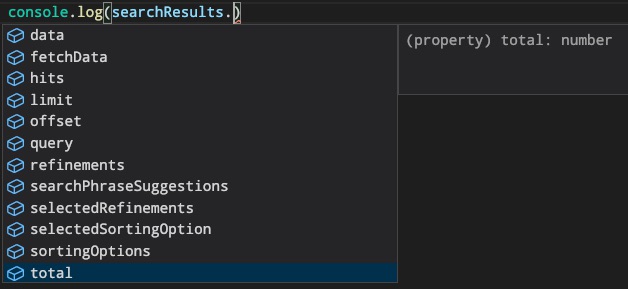 console.log(searchResults.)
data
fetchData
hits
limit
offset
query
refinements
searchPhraseSuggestions
selectedRefinements
selectedSortingOption
sortingOptions
total
(property) total: number